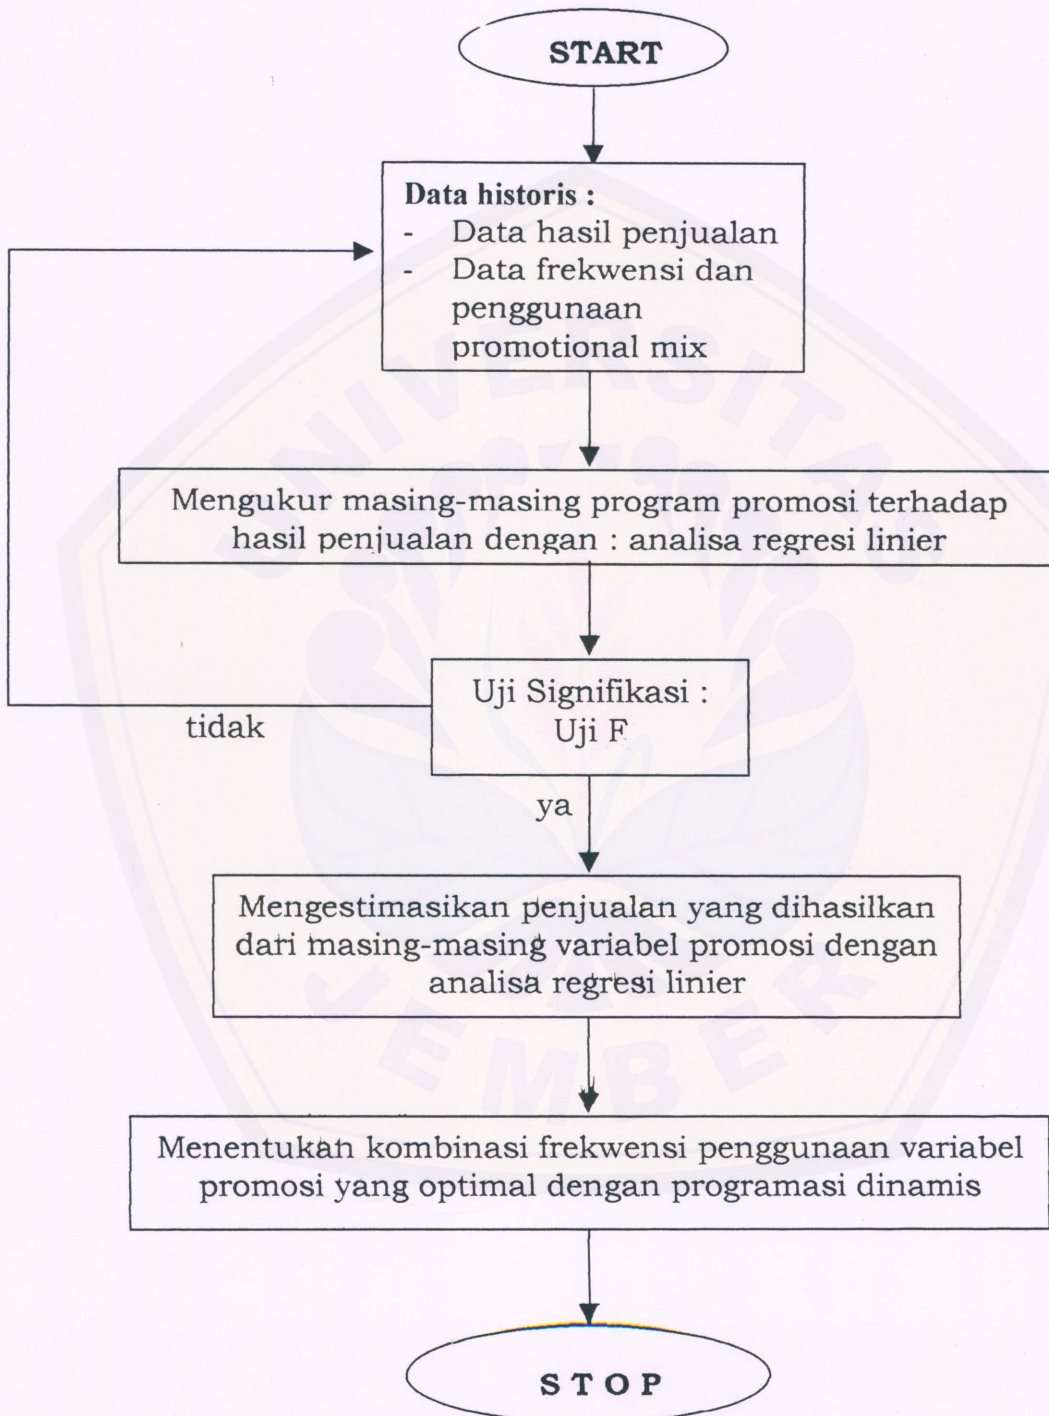 START
Data historis :
- Data hasil penjualan
- Data frekwensi dan
penggunaan
promotional mix
Mengukur masing-masing program promosi terhadap
hasil penjualan dengan : analisa regresi linier
Uji Signifikasi :
Uji F
tidak
ya
Mengestimasikan penjualan yang dihasilkan
dari masing-masing variabel promosi dengan
analisa regresi linier
Menentukan kombinasi frekwensi penggunaan variabel
promosi yang optimal dengan programasi dinamis
S T O P
UNIVERSITAS
JEMBER